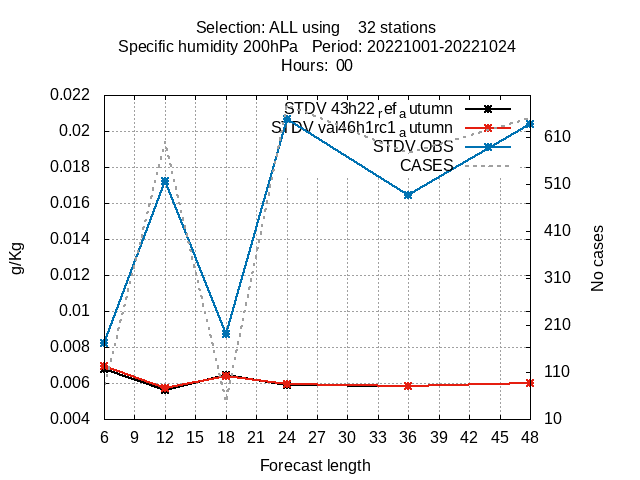 Selection: ALL using    32 stations
Specific humidity 200hPa   Period: 20221001-20221024
Hours:  00
STDV 43h22ref autumn
STDV val46h1rc1autumn
STDV OBS
CASES
0.022
0.02
0.018
0.016
0.014
0.012
0.01
0.008
0.006
0.004
g/Kg
610
510
410
310
210
110
10
No cases
6 9 12 15 18 21 24 27 30 33 36 39 42 45 48
Forecast length